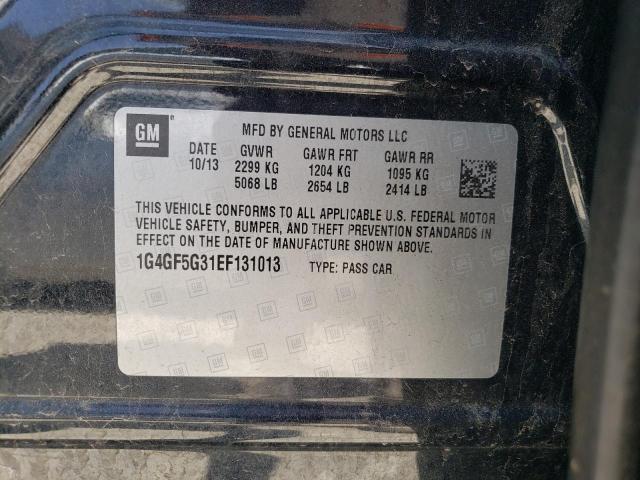 GM
MFD BY GENERAL MOTORS LLC
DATE GVWR GAWR FRT GAWR RR
10/13 2299 KG 1204 KG 1095 KG
5068 LB 2654 LB 2414 LB
THIS VEHICLE CONFORMS TO ALL APPLICABLE U.S. FEDERAL MOTOR
VEHICLE SAFETY, BUMPER, AND THEFT PREVENTION STANDARDS IN
EFFECT ON THE DATE OF MANUFACTURE SHOWN ABOVE.
1G4GF5G31EF131013 TYPE: PASS CAR